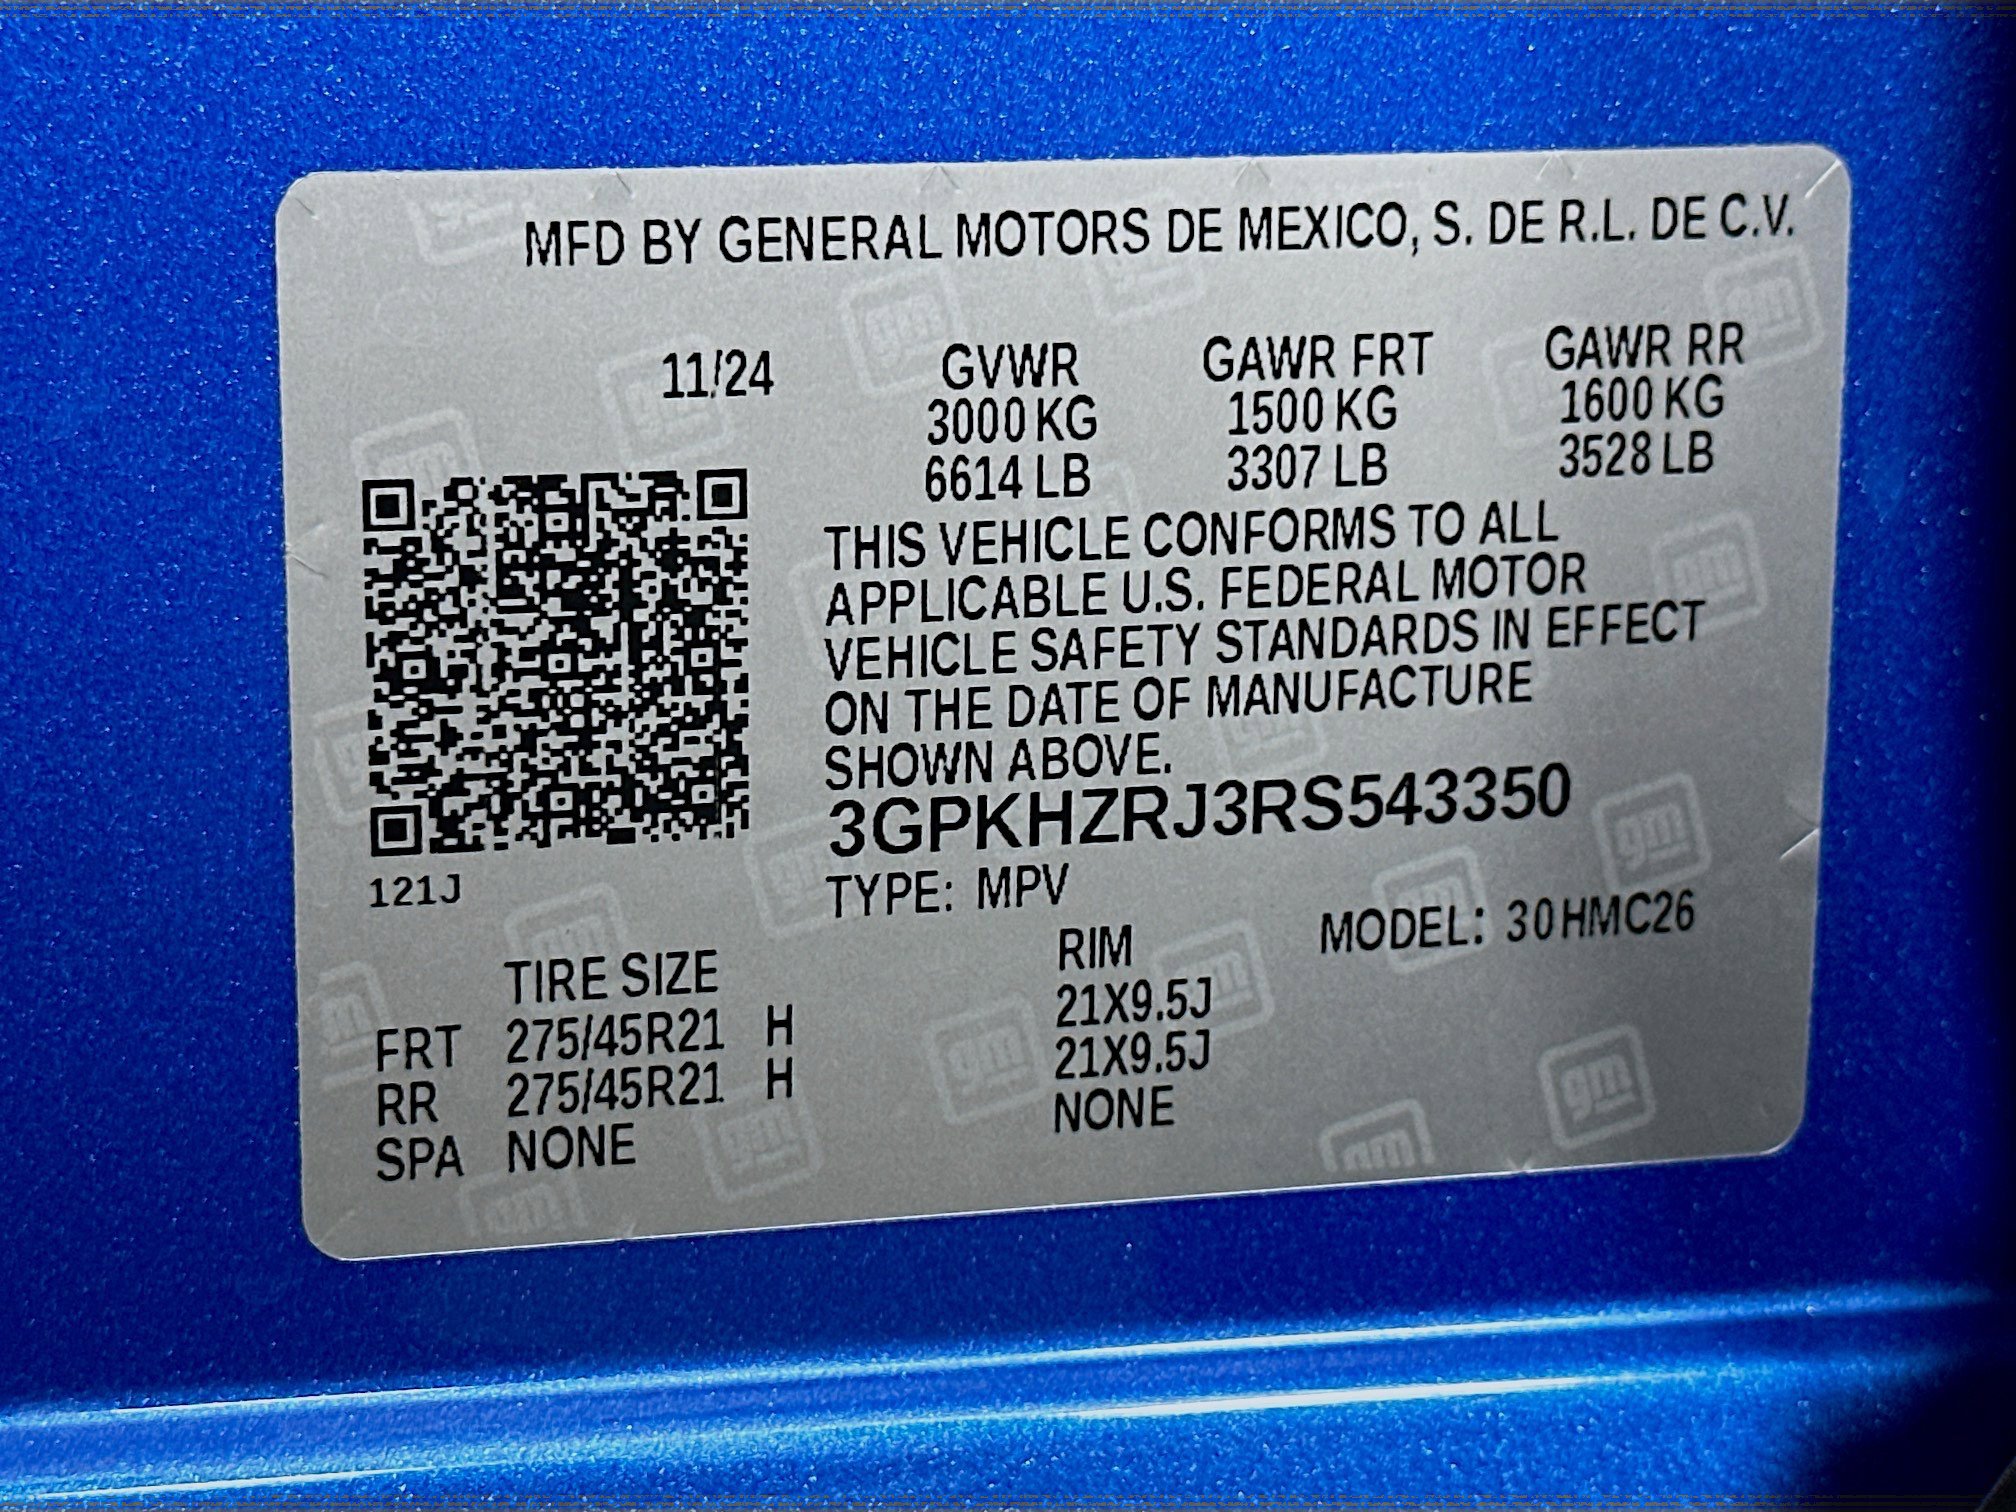 MFD BY GENERAL MOTORS DE MEXICO, S. DE R.L. DE C.V.
11/24 GVWR GAWR FRT GAWR RR
3000 KG 1500 KG 1600 KG
6614 LB 3307 LB 3528 LB
THIS VEHICLE CONFORMS TO ALL
APPLICABLE U.S. FEDERAL MOTOR
VEHICLE SAFETY STANDARDS IN EFFECT
ON THE DATE OF MANUFACTURE
SHOWN ABOVE.
3GPKHZRJ3RS543350
121J
TYPE: MPV
MODEL: 30HMC26
TIRE SIZE RIM
FRT 275/45R21 H 21X9.5J
RR 275/45R21 H 21X9.5J
SPA NONE NONE